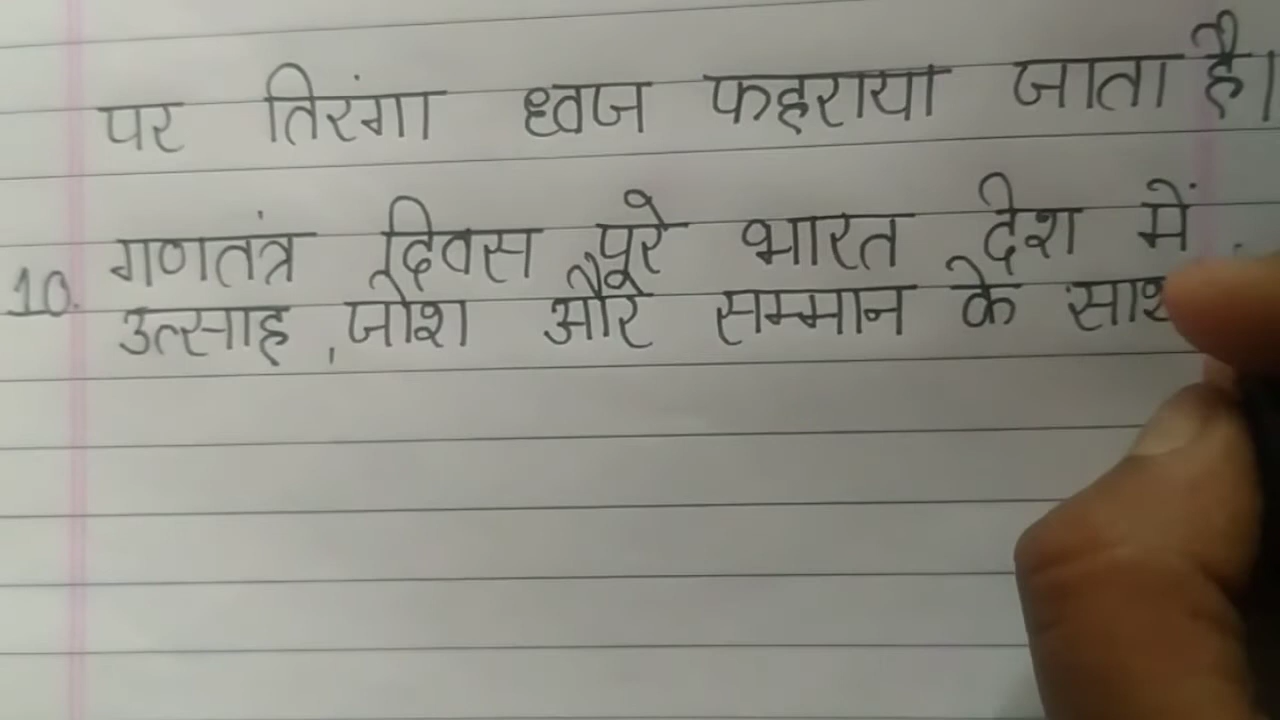 पर तिरंगा ध्वज फहराया जाता है।
10. गणतंत्र दिवस पूरे भारत देश में
उत्साह, जोश और सम्मान के साथ